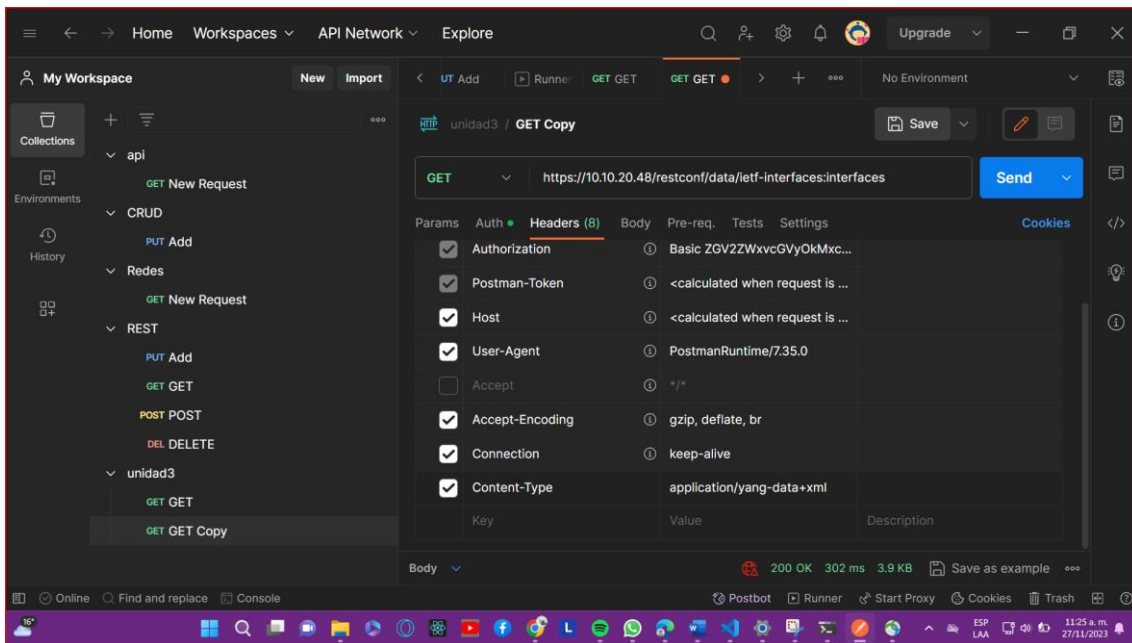 Home Workspaces API Network Explore Upgrade
My Workspace New Import UT Add Runner GET GET GET GET No Environment
Collections
Environments
History
api
GET New Request
CRUD
PUT Add
Redes
GET New Request
REST
PUT Add
GET GET
POST POST
DEL DELETE
unidad3
GET GET
GET GET Copy
HTTP unidad3 / GET Copy Save
GET https://10.10.20.48/restconf/data/ietf-interfaces:interfaces Send
Params Auth Headers (8) Body Pre-req. Tests Settings Cookies
Authorization Basic ZGV2ZWxvcGVyOkMxc...
Postman-Token <calculated when request is ...
Host <calculated when request is ...
User-Agent PostmanRuntime/7.35.0
Accept */*
Accept-Encoding gzip, deflate, br
Connection keep-alive
Content-Type application/yang-data+xml
Key Value Description
Body 200 OK 302 ms 3.9 KB Save as example
Online Find and replace Console Postbot Runner Start Proxy Cookies Trash
16° ESP 11:25 a. m.
LAA 27/11/2023